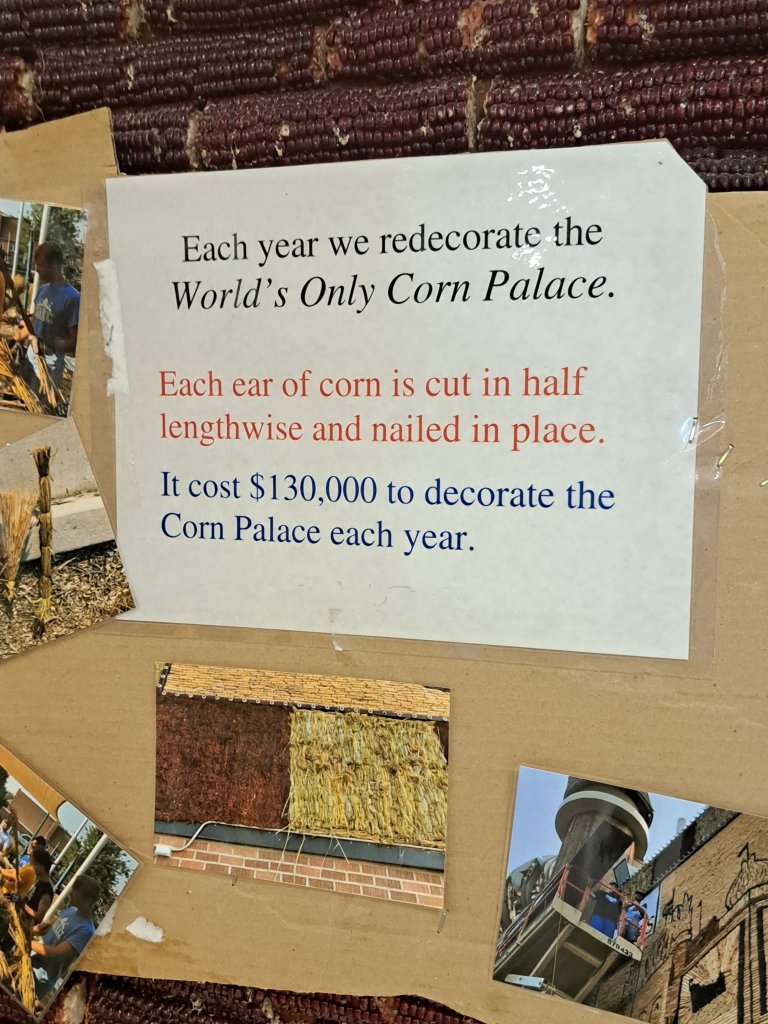 Each year we redecorate the
World's Only Corn Palace.
Each ear of corn is cut in half
lengthwise and nailed in place.
It cost $130,000 to decorate the
Corn Palace each year.
878433